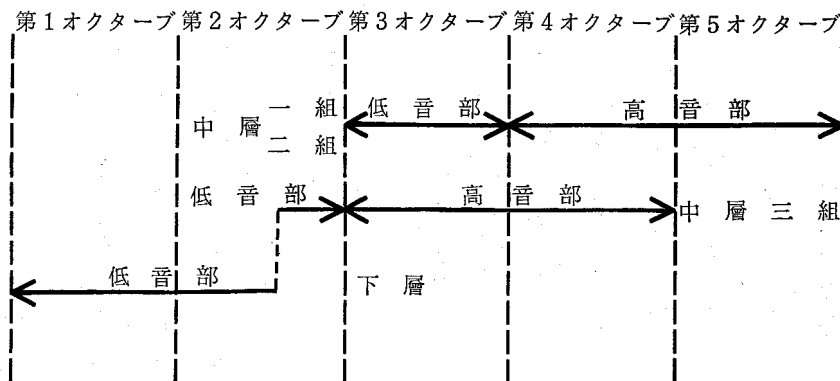 第1オクターブ 第2オクターブ 第3オクターブ 第4オクターブ 第5オクターブ
中層 一組 低音部 高音部
二組
低音部 高音部 中層三組
低音部 下層